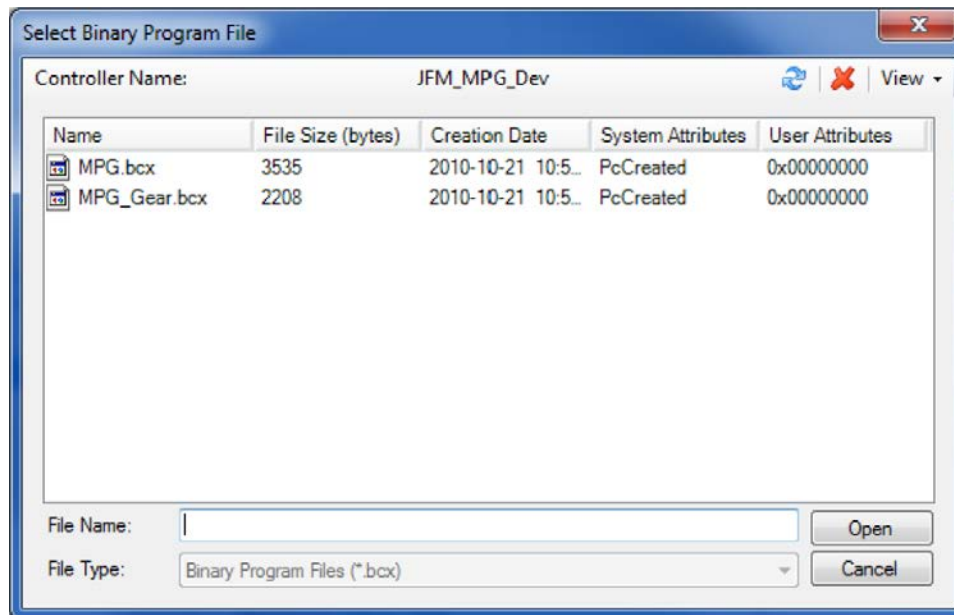 Select Binary Program File
Controller Name: JFM_MPG_Dev View
Name File Size (bytes) Creation Date System Attributes User Attributes
MPG.bcx 3535 2010-10-21 10:5... PcCreated 0x00000000
MPG_Gear.bcx 2208 2010-10-21 10:5... PcCreated 0x00000000
File Name: Open
File Type: Binary Program Files (*.bcx) Cancel